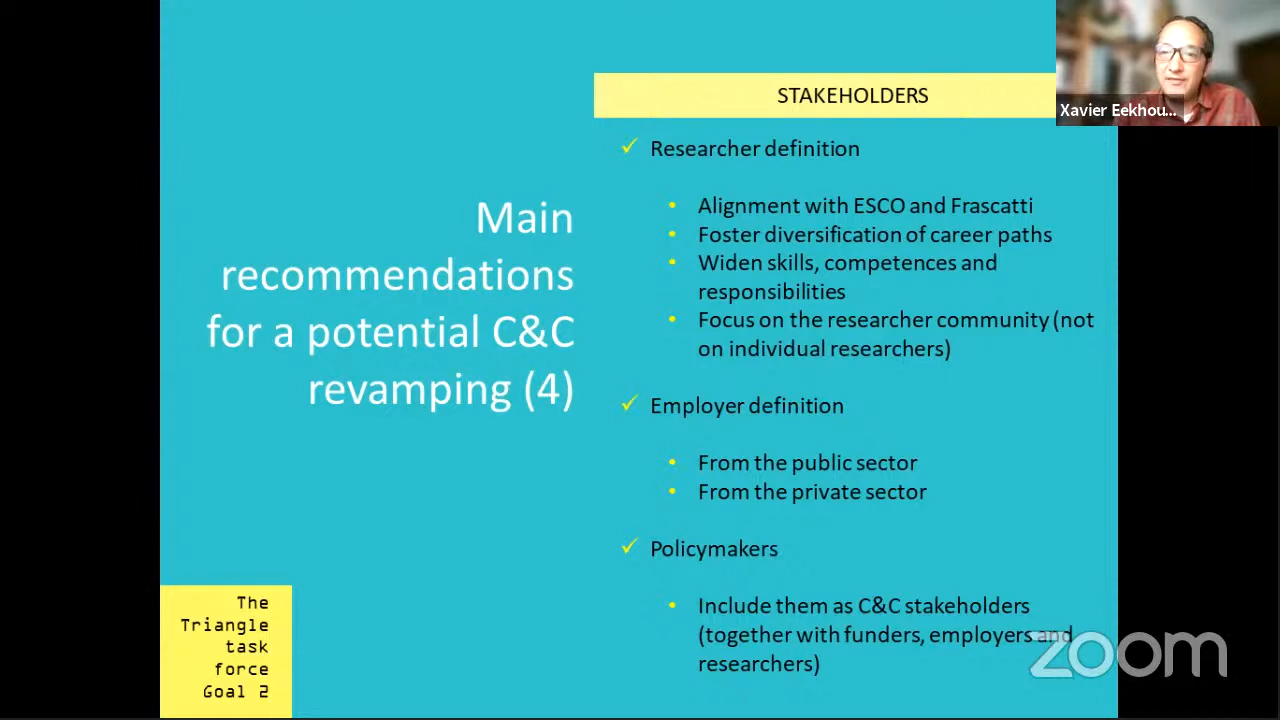 Main
recommendations
for a potential C&C
revamping (4)
STAKEHOLDERS
Researcher definition
Alignment with ESCO and Frascatti
Foster diversification of career paths
Widen skills, competences and
responsibilities
Focus on the researcher community (not
on individual researchers)
Employer definition
From the public sector
From the private sector
Policymakers
Include them as C&C stakeholders
(together with funders, employers and
researchers)
The
Triangle
task
force
Goal 2
Xavier Eekhou...
zoom